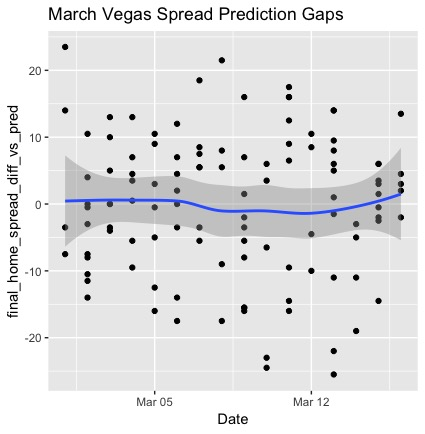 March Vegas Spread Prediction Gaps
final_home_spread_diff_vs_pred
20
10
0
-10
-20
Mar 05
Mar 12
Date